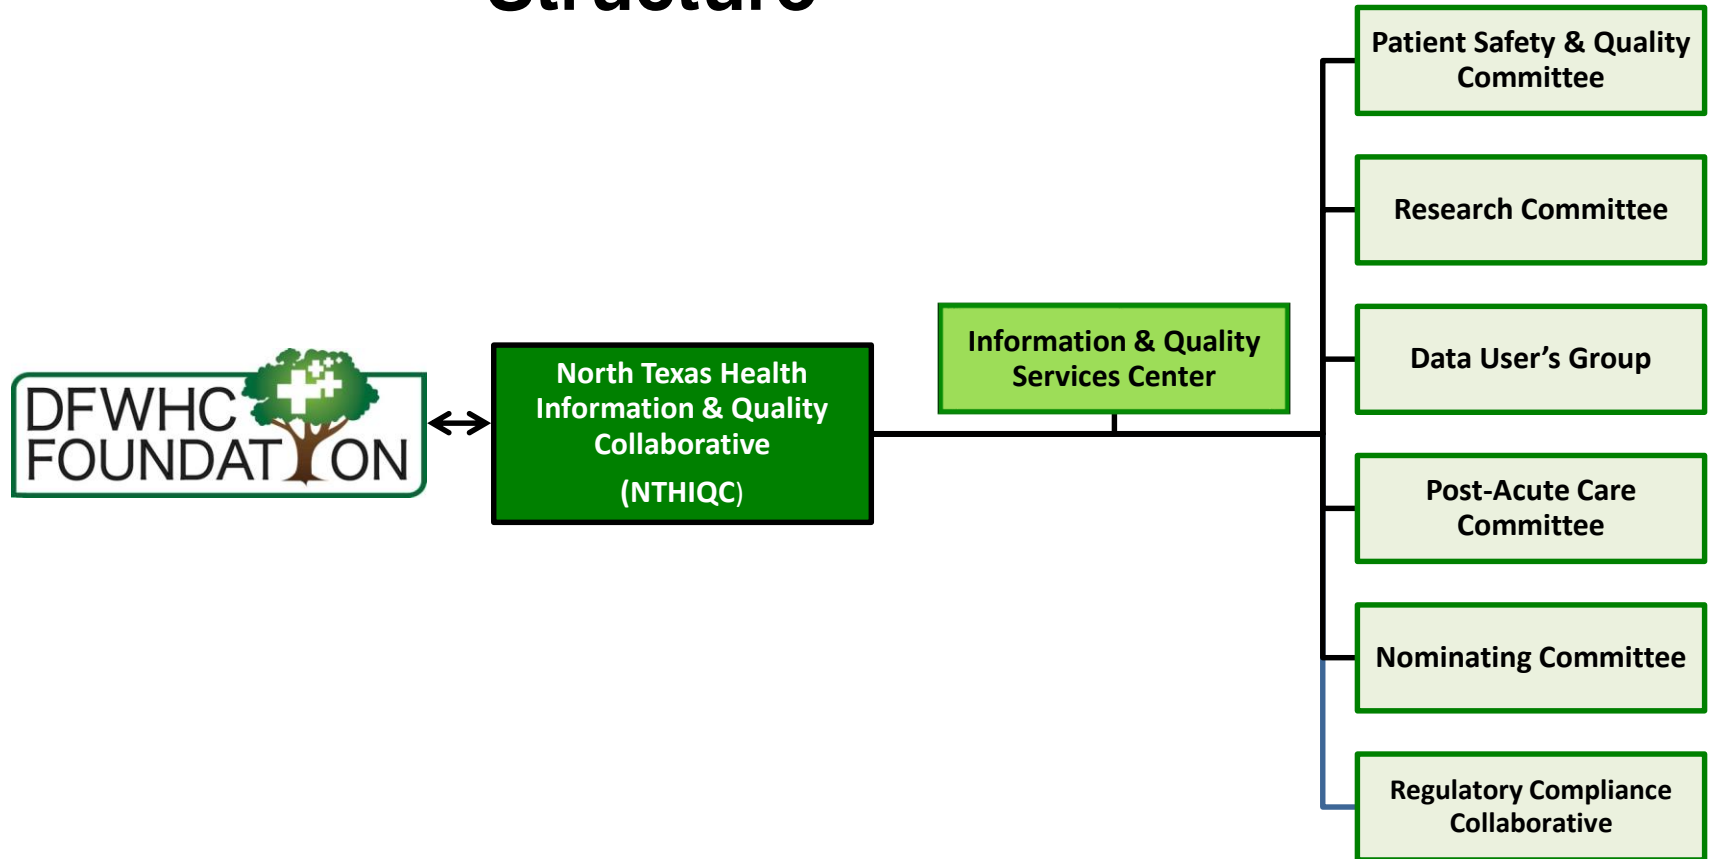 Structure
DFWHC
FOUNDATION
North Texas Health
Information & Quality
Collaborative
(NTHIQC)
Information & Quality
Services Center
Patient Safety & Quality
Committee
Research Committee
Data User’s Group
Post-Acute Care
Committee
Nominating Committee
Regulatory Compliance
Collaborative